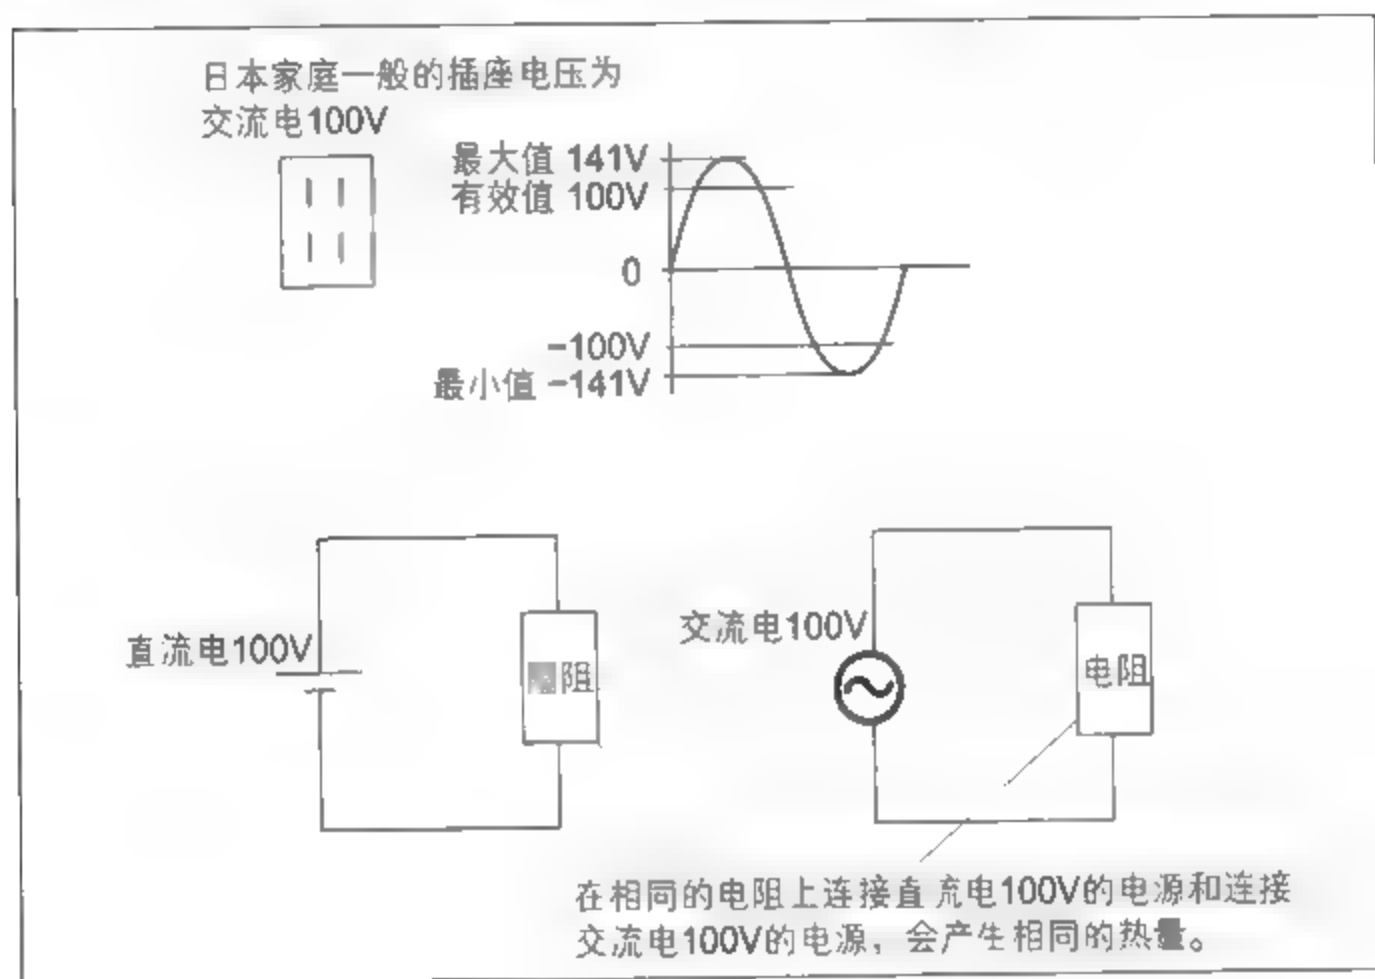 日本家庭一般的插座电压为
交流电100V
最大值 141V
有效值 100V
0
-100V
最小值 -141V
直流电100V
阻
交流电100V
电阻
在相同的电阻上连接直流电100V的电源和连接
交流电100V的电源，会产生相同的热量。